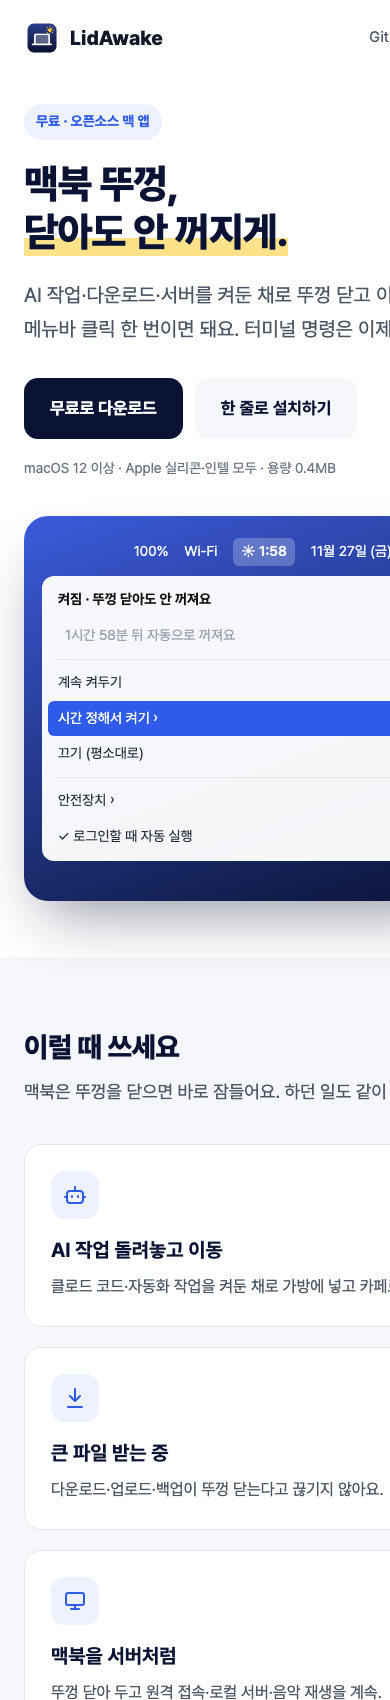 LidAwake
Git
무료 · 오픈소스 맥 앱
맥북 뚜껑,
닫아도 안 꺼지게.
AI 작업·다운로드·서버를 켜둔 채로 뚜껑 닫고 이
메뉴바 클릭 한 번이면 돼요. 터미널 명령은 이제
무료로 다운로드
한 줄로 설치하기
macOS 12 이상 · Apple 실리콘·인텔 모두 · 용량 0.4MB
100% Wi-Fi ☀ 1:58 11월 27일 (금)
켜짐 · 뚜껑 닫아도 안 꺼져요
1시간 58분 뒤 자동으로 꺼져요
계속 켜두기
시간 정해서 켜기 ›
끄기 (평소대로)
안전장치 ›
✓ 로그인할 때 자동 실행
이럴 때 쓰세요
맥북은 뚜껑을 닫으면 바로 잠들어요. 하던 일도 같이
AI 작업 돌려놓고 이동
클로드 코드·자동화 작업을 켜둔 채로 가방에 넣고 카페
큰 파일 받는 중
다운로드·업로드·백업이 뚜껑 닫는다고 끊기지 않아요.
맥북을 서버처럼
뚜껑 닫아 두고 원격 접속·로컬 서버·음악 재생을 계속.